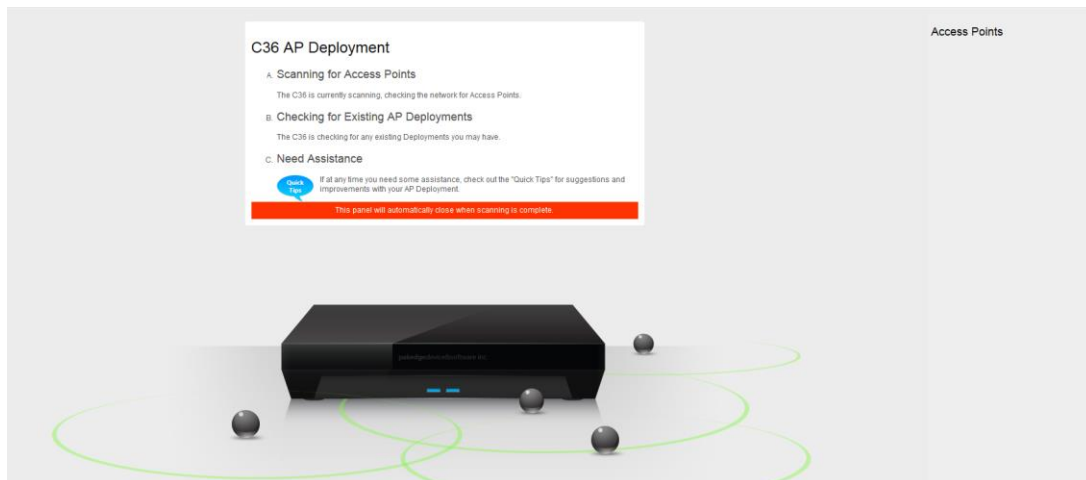 C36 AP Deployment
A. Scanning for Access Points
The C36 is currently scanning, checking the network for Access Points.
B. Checking for Existing AP Deployments
The C36 is checking for any existing Deployments you may have.
C. Need Assistance
Quick
Tips
If at any time you need some assistance, check out the "Quick Tips" for suggestions and
improvements with your AP Deployment.
This panel will automatically close when scanning is complete.
Access Points